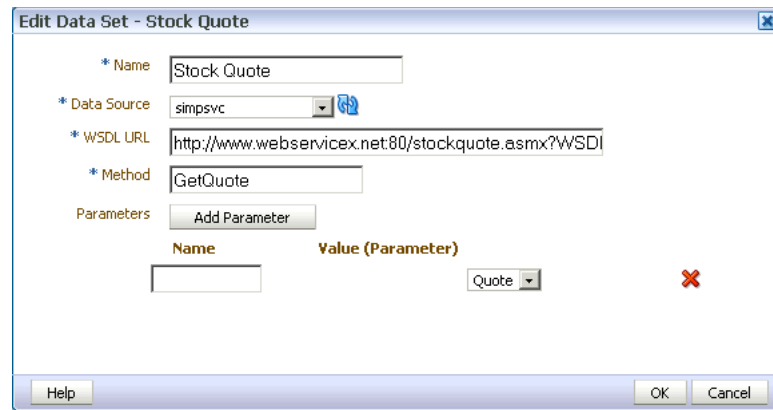 Edit Data Set - Stock Quote
* Name Stock Quote
* Data Source simpsvc
* WSDL URL http://www.webservicex.net:80/stockquote.asmx?WSDL
* Method GetQuote
Parameters Add Parameter
Name Value (Parameter)
Quote
Help OK Cancel